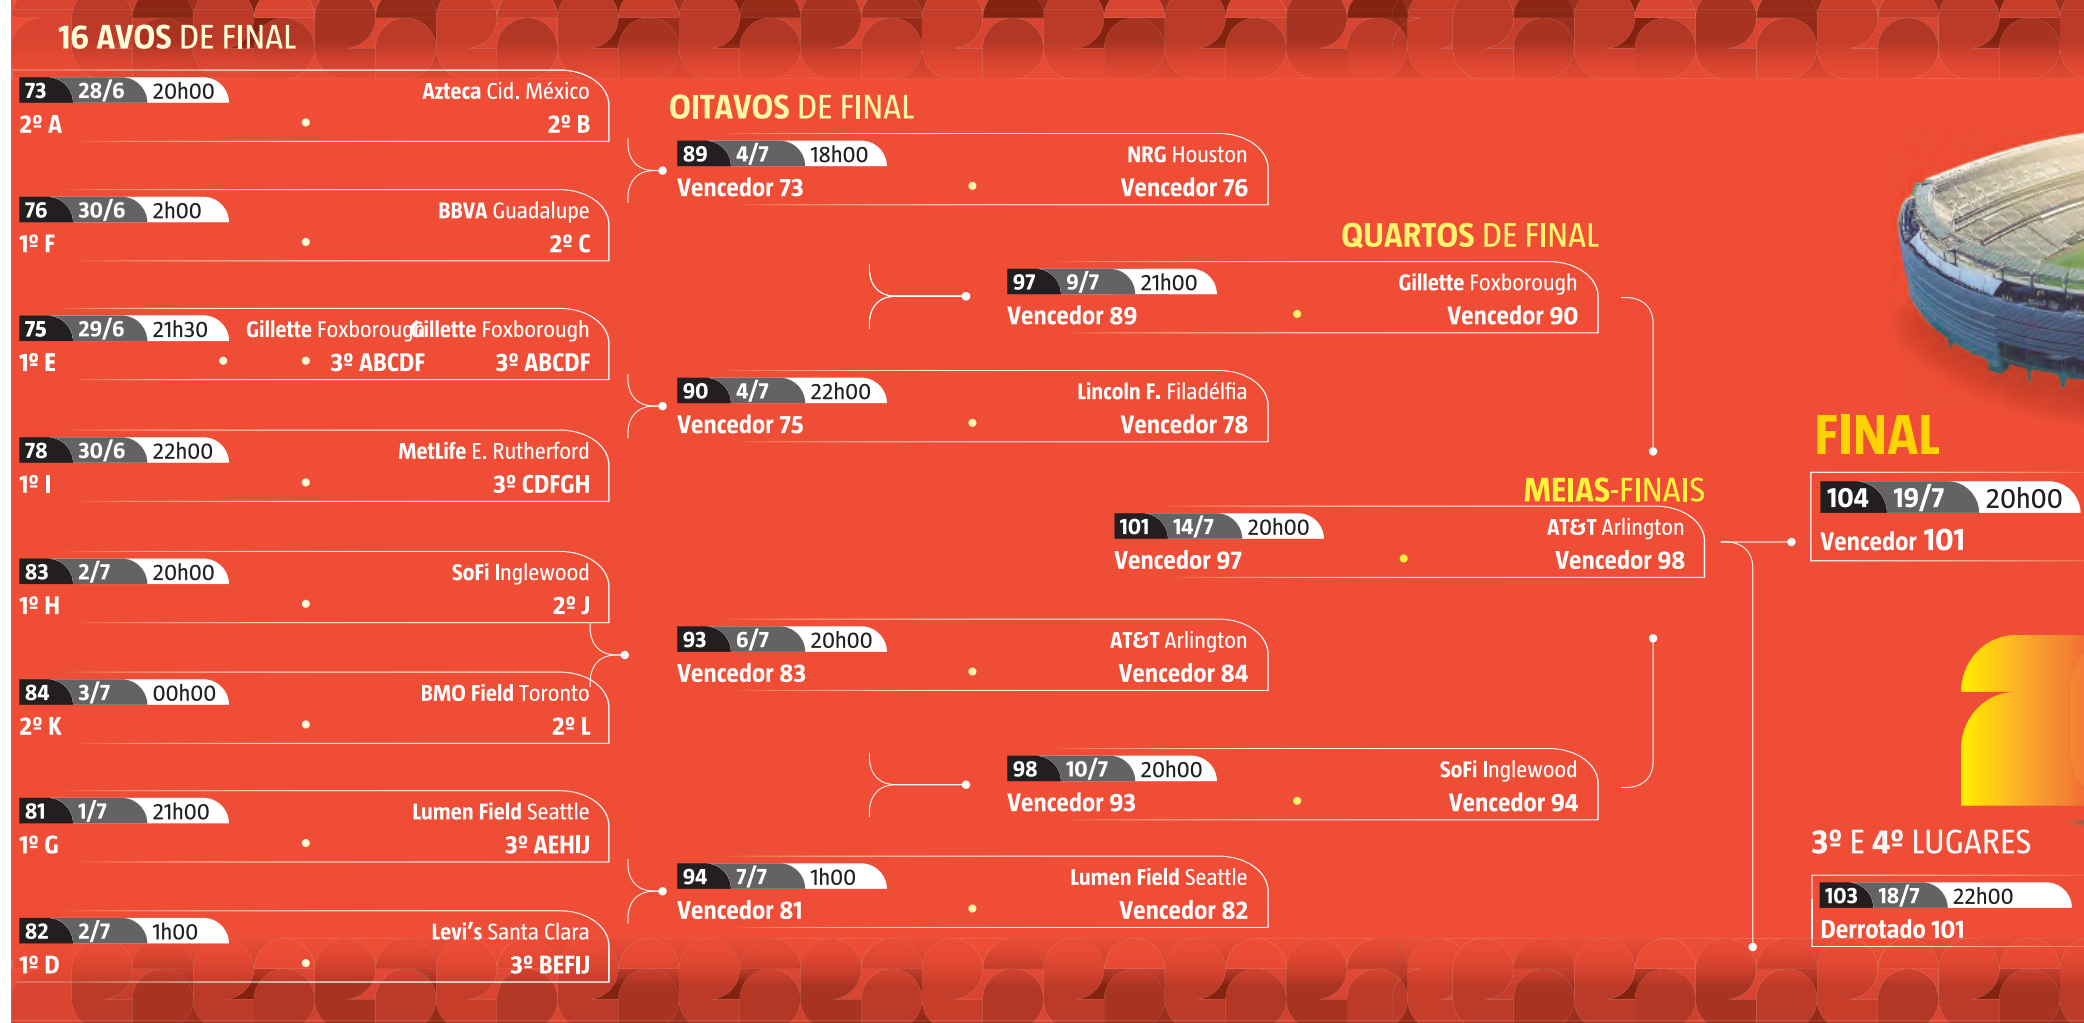 16 AVOS DE FINAL
73 28/6 20h00 Azteca Cid. México
2º A • 2º B
76 30/6 2h00 BBVA Guadalupe
1º F • 2º C
75 29/6 21h30 Gillette Foxborough Gillette Foxborough
1º E • • 3º ABCDF 3º ABCDF
78 30/6 22h00 MetLife E. Rutherford
1º I • 3º CDFGH
83 2/7 20h00 SoFi Inglewood
1º H • 2º J
84 3/7 00h00 BMO Field Toronto
2º K • 2º L
81 1/7 21h00 Lumen Field Seattle
1º G • 3º AEHIJ
82 2/7 1h00 Levi's Santa Clara
1º D • 3º BEFIJ
OITAVOS DE FINAL
89 4/7 18h00 NRG Houston
Vencedor 73 • Vencedor 76
90 4/7 22h00 Lincoln F. Filadélfia
Vencedor 75 • Vencedor 78
93 6/7 20h00 AT&T Arlington
Vencedor 83 • Vencedor 84
94 7/7 1h00 Lumen Field Seattle
Vencedor 81 • Vencedor 82
QUARTOS DE FINAL
97 9/7 21h00 Gillette Foxborough
Vencedor 89 • Vencedor 90
98 10/7 20h00 SoFi Inglewood
Vencedor 93 • Vencedor 94
MEIAS-FINAIS
101 14/7 20h00 AT&T Arlington
Vencedor 97 • Vencedor 98
FINAL
104 19/7 20h00
Vencedor 101
3º E 4º LUGARES
103 18/7 22h00
Derrotado 101